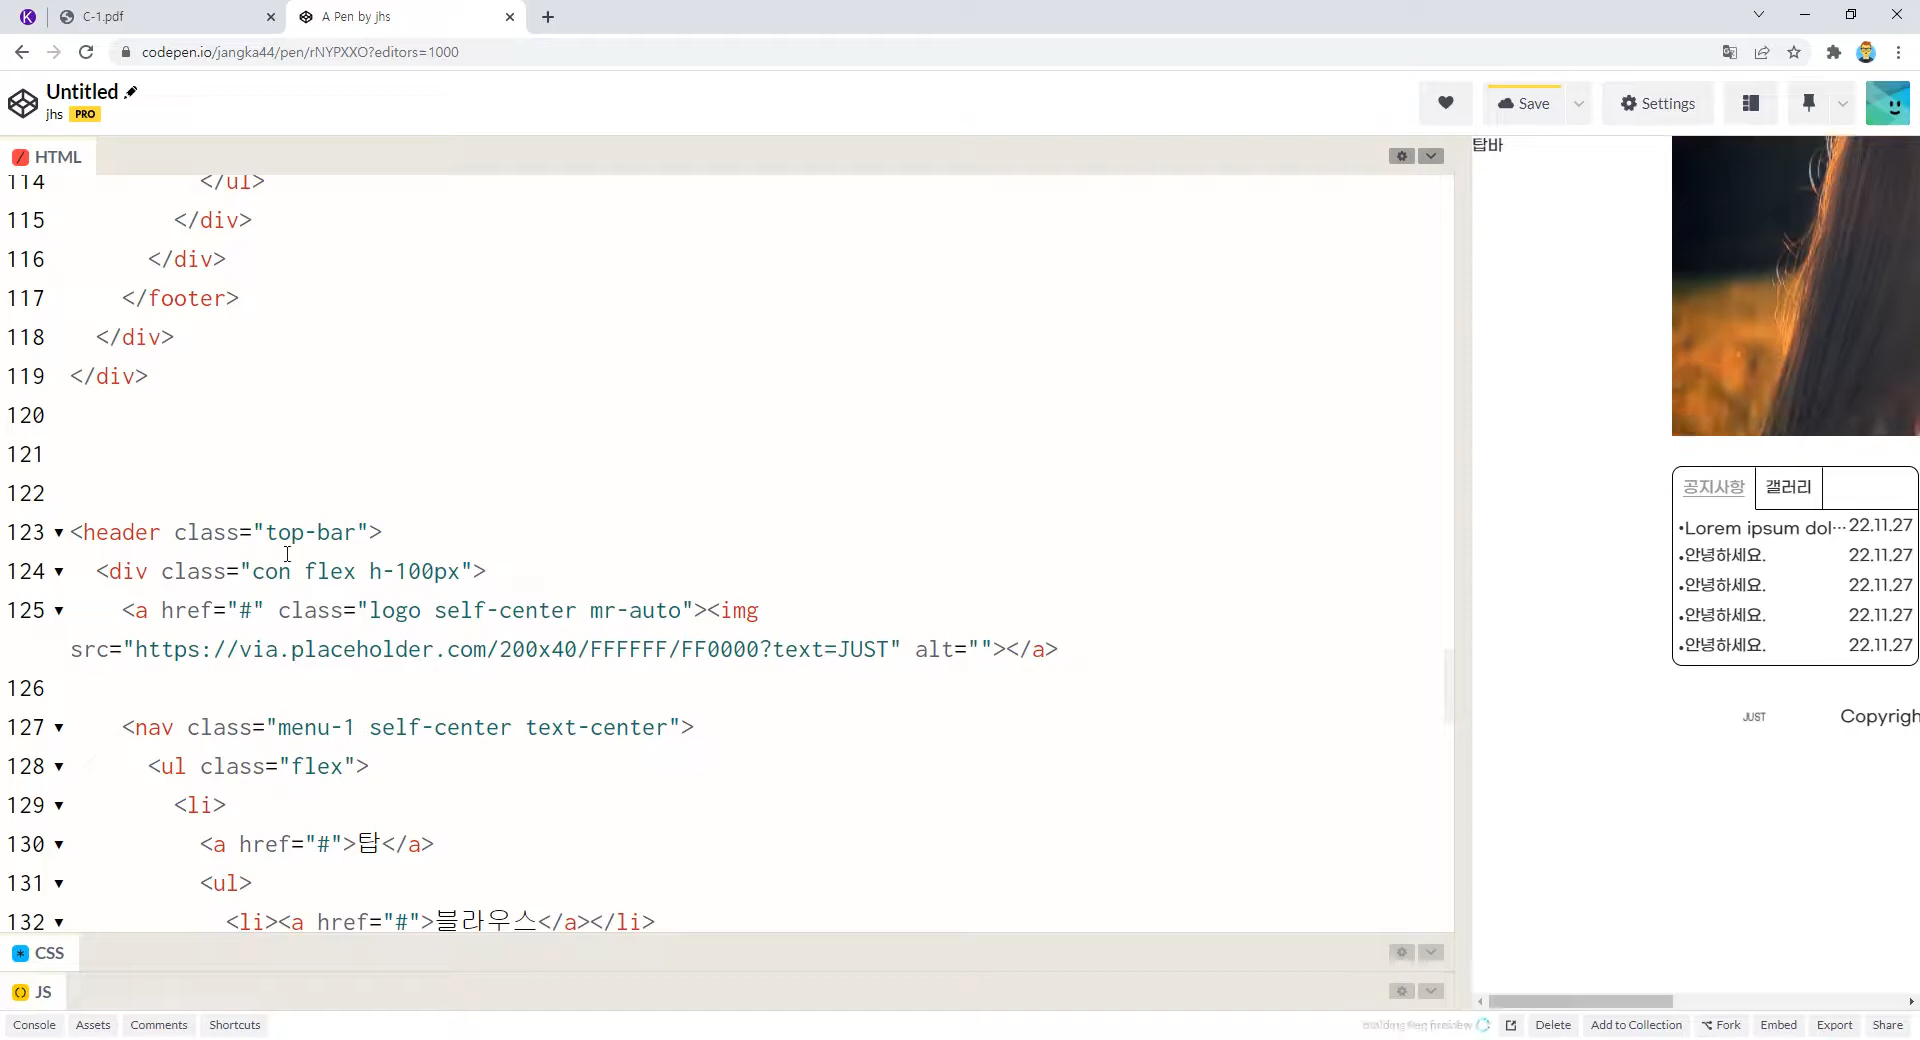 C-1.pdf
A Pen by jhs
codepen.io/jangka44/pen/rNYPXXO?editors=1000
Untitled
jhs PRO
Save
Settings
HTML
114 </ul>
115 </div>
116 </div>
117 </footer>
118 </div>
119 </div>
120
121
122
123 <header class="top-bar">
124 <div class="con flex h-100px">
125 <a href="#" class="logo self-center mr-auto"><img
src="https://via.placeholder.com/200x40/FFFFFF/FF0000?text=JUST" alt=""></a>
126
127 <nav class="menu-1 self-center text-center">
128 <ul class="flex">
129 <li>
130 <a href="#">탑</a>
131 <ul>
132 <li><a href="#">블라우스</a></li>
CSS
JS
탑바
공지사항 갤러리
•Lorem ipsum dol… 22.11.27
•안녕하세요. 22.11.27
•안녕하세요. 22.11.27
•안녕하세요. 22.11.27
•안녕하세요. 22.11.27
JUST Copyrigh
Console Assets Comments Shortcuts
Delete Add to Collection Fork Embed Export Share